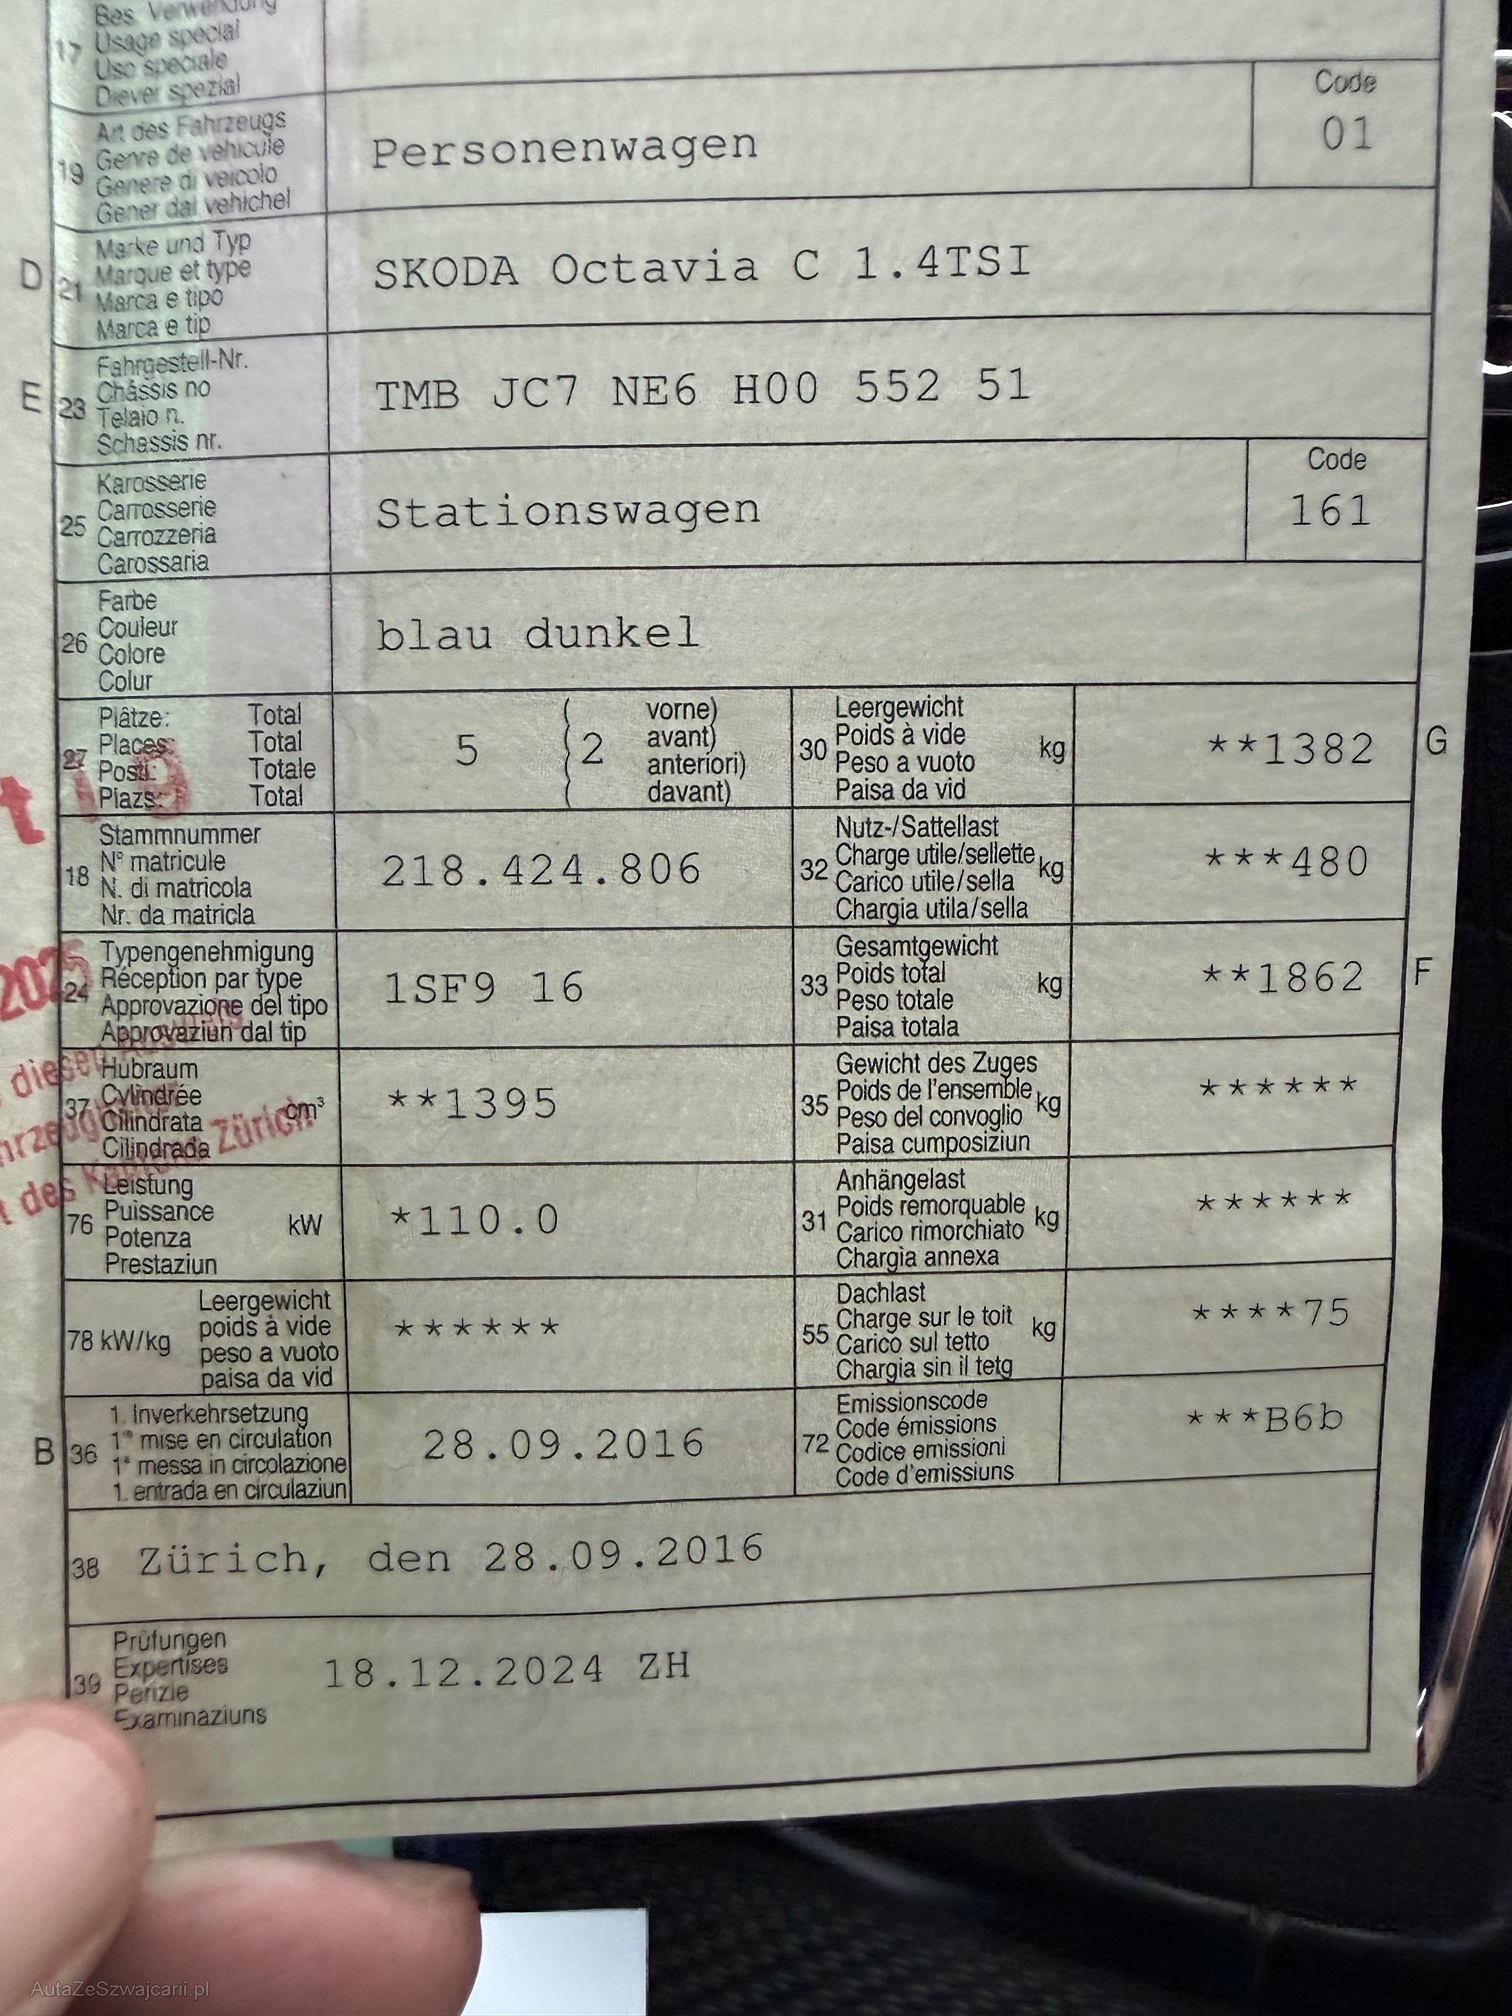 Bes. Verwendung
17 Usage spécial
Uso speciale
Diever spezial
Art des Fahrzeugs
19 Genre de véhicule
Genere di veicolo
Gener dal vehichel
Personenwagen
Code
01
D
Marke und Typ
21 Marque et type
Marca e tipo
Marca e tip
SKODA Octavia C 1.4TSI
E
Fahrgestell-Nr.
23 Châssis no
Telaio n.
Schassis nr.
TMB JC7 NE6 H00 552 51
Karosserie
25 Carrosserie
Carrozzeria
Carossaria
Stationswagen
Code
161
Farbe
26 Couleur
Colore
Colur
blau dunkel
Plätze: Total
27 Places: Total
Posti: Totale
Plazs: Total
5 ( 2 vorne)
avant)
anteriori)
davant)
Leergewicht
30 Poids à vide kg
Peso a vuoto
Paisa da vid
**1382
G
Stammnummer
18 N° matricule
N. di matricola
Nr. da matricla
218.424.806
Nutz-/Sattellast
32 Charge utile/sellette kg
Carico utile/sella
Chargia utila/sella
***480
Typengenehmigung
24 Réception par type
Approvazione del tipo
Approvaziun dal tip
1SF9 16
Gesamtgewicht
33 Poids total kg
Peso totale
Paisa totala
**1862
F
Hubraum
37 Cylindrée cm³
Cilindrata
Cilindrada
**1395
Gewicht des Zuges
35 Poids de l'ensemble kg
Peso del convoglio
Paisa cumposiziun
******
Leistung
76 Puissance kW
Potenza
Prestaziun
*110.0
Anhängelast
31 Poids remorquable kg
Carico rimorchiato
Chargia annexa
******
78 kW/kg
Leergewicht
poids à vide
peso a vuoto
paisa da vid
******
Dachlast
55 Charge sur le toit kg
Carico sul tetto
Chargia sin il tetg
****75
B
1. Inverkehrsetzung
36 1re mise en circulation
1a messa in circolazione
1. entrada en circulaziun
28.09.2016
Emissionscode
72 Code émissions
Codice emissioni
Code d'emissiuns
***B6b
38 Zürich, den 28.09.2016
Prüfungen
39 Expertises
Perizie
Examinaziuns
18.12.2024 ZH
2025
des Kantons Zürich
AutaZeSzwajcarii.pl